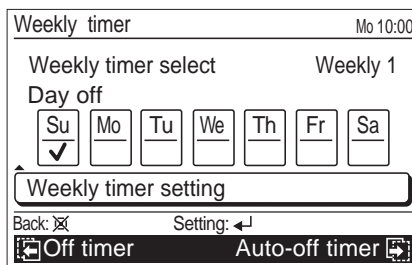 Weekly timer Mo 10:00
Weekly timer select Weekly 1
Day off
Su Mo Tu We Th Fr Sa
Weekly timer setting
Back: Setting:
Off timer Auto-off timer